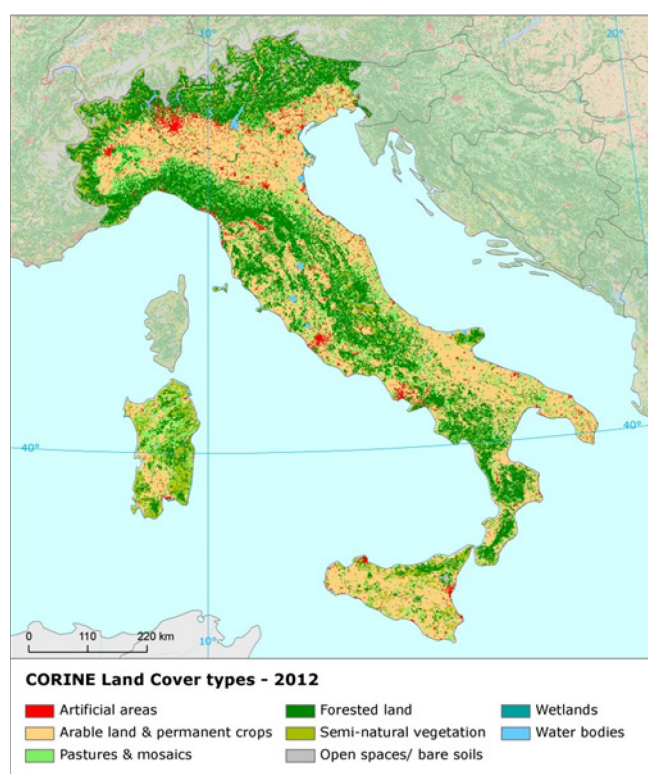 10°
20°
40°
40°
0 110 220 km
10°
CORINE Land Cover types - 2012
Artificial areas
Forested land
Wetlands
Arable land & permanent crops
Semi-natural vegetation
Water bodies
Pastures & mosaics
Open spaces/ bare soils